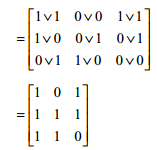 = [1∨1 0∨0 1∨1
1∨0 0∨1 0∨1
0∨1 1∨0 0∨0]
= [1 0 1
1 1 1
1 1 0]